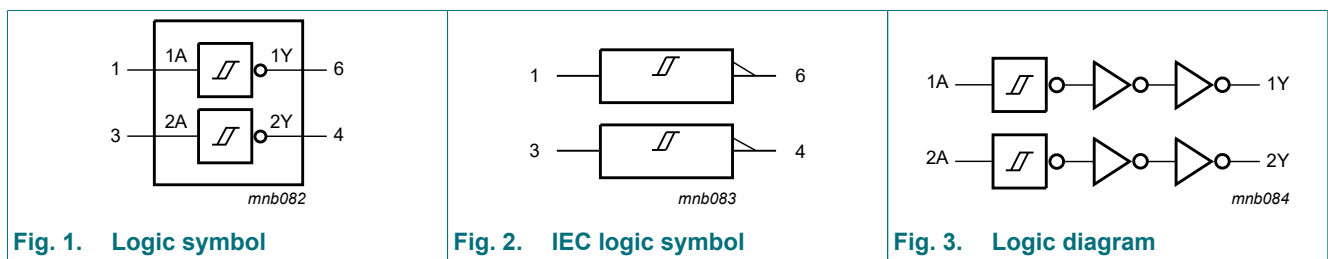 1 1A 1Y 6
3 2A 2Y 4
mnb082
Fig. 1. Logic symbol
1 6
3 4
mnb083
Fig. 2. IEC logic symbol
1A 1Y
2A 2Y
mnb084
Fig. 3. Logic diagram